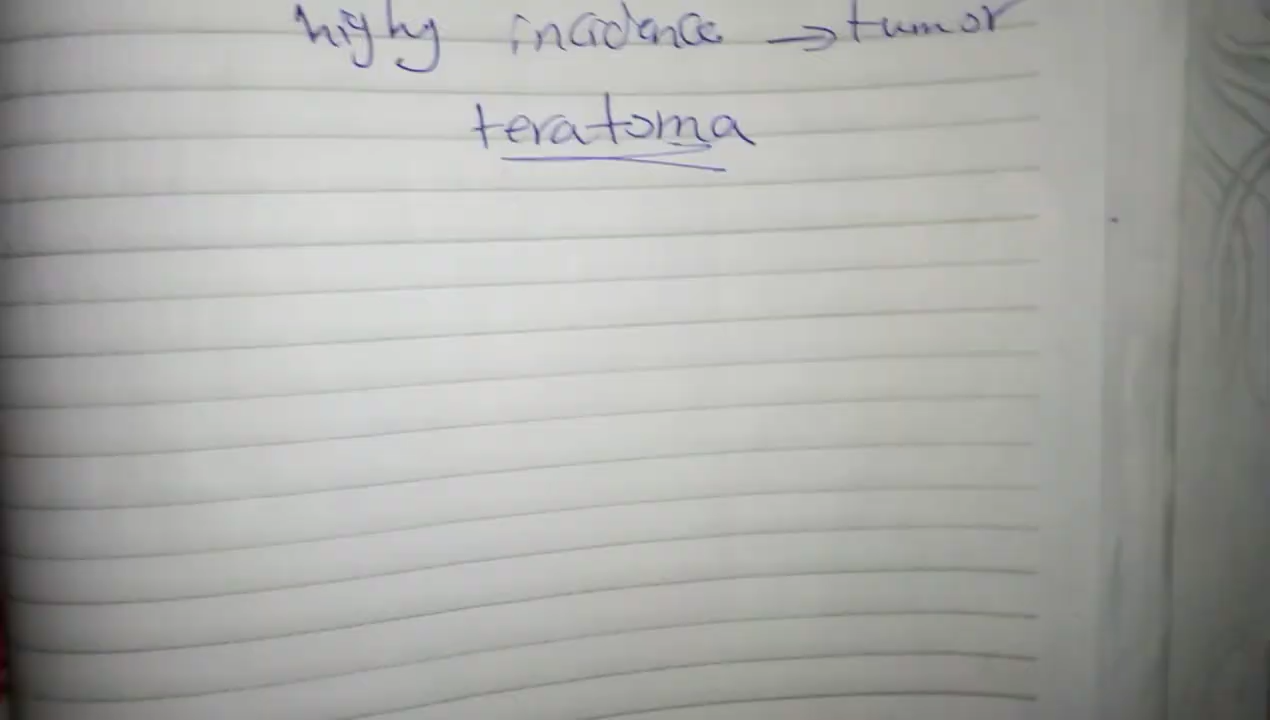 highy incidence → tumor
teratoma